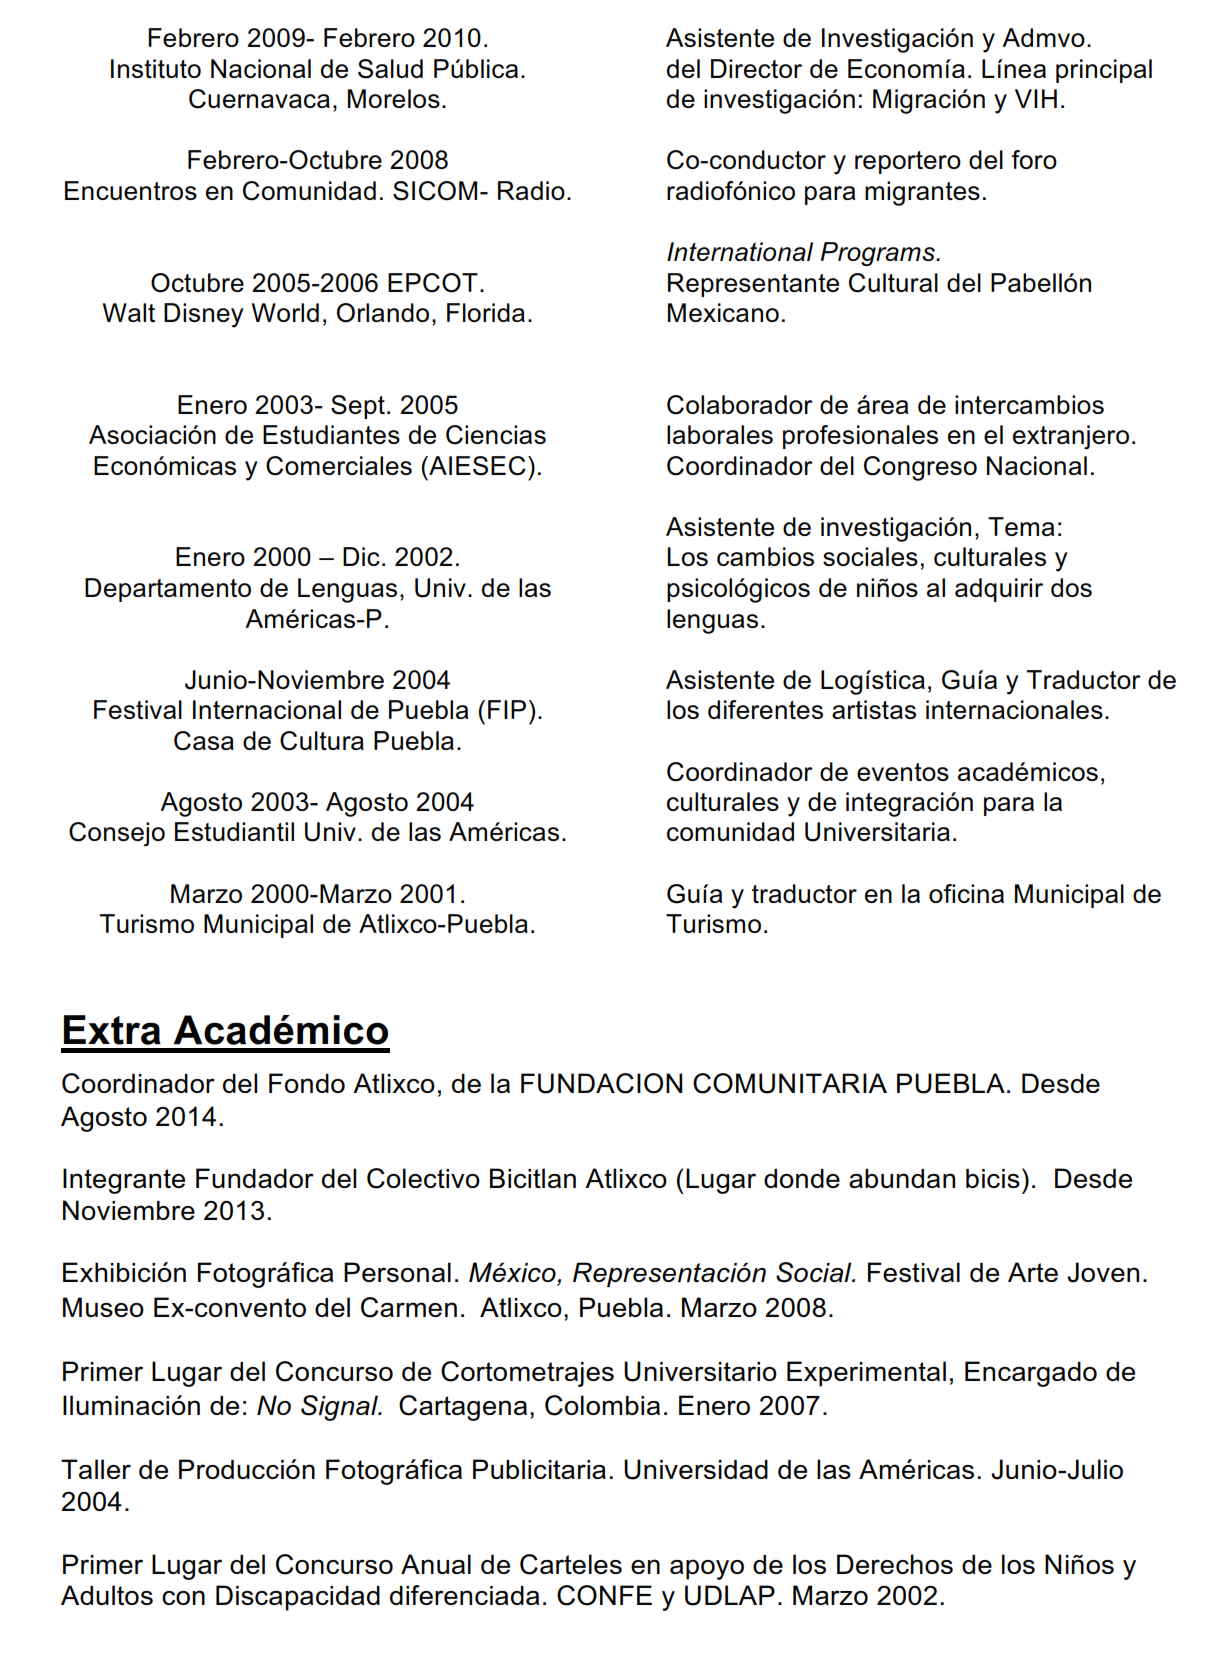 Febrero 2009- Febrero 2010.
Instituto Nacional de Salud Pública.
Cuernavaca, Morelos.
Asistente de Investigación y Admvo.
del Director de Economía. Línea principal
de investigación: Migración y VIH.
Febrero-Octubre 2008
Encuentros en Comunidad. SICOM- Radio.
Co-conductor y reportero del foro
radiofónico para migrantes.
Octubre 2005-2006 EPCOT.
Walt Disney World, Orlando, Florida.
International Programs.
Representante Cultural del Pabellón
Mexicano.
Enero 2003- Sept. 2005
Asociación de Estudiantes de Ciencias
Económicas y Comerciales (AIESEC).
Colaborador de área de intercambios
laborales profesionales en el extranjero.
Coordinador del Congreso Nacional.
Enero 2000 – Dic. 2002.
Departamento de Lenguas, Univ. de las
Américas-P.
Asistente de investigación, Tema:
Los cambios sociales, culturales y
psicológicos de niños al adquirir dos
lenguas.
Junio-Noviembre 2004
Festival Internacional de Puebla (FIP).
Casa de Cultura Puebla.
Asistente de Logística, Guía y Traductor de
los diferentes artistas internacionales.
Agosto 2003- Agosto 2004
Consejo Estudiantil Univ. de las Américas.
Coordinador de eventos académicos,
culturales y de integración para la
comunidad Universitaria.
Marzo 2000-Marzo 2001.
Turismo Municipal de Atlixco-Puebla.
Guía y traductor en la oficina Municipal de
Turismo.
Extra Académico
Coordinador del Fondo Atlixco, de la FUNDACION COMUNITARIA PUEBLA. Desde
Agosto 2014.
Integrante Fundador del Colectivo Bicitlan Atlixco (Lugar donde abundan bicis).  Desde
Noviembre 2013.
Exhibición Fotográfica Personal. México, Representación Social. Festival de Arte Joven.
Museo Ex-convento del Carmen.  Atlixco, Puebla. Marzo 2008.
Primer Lugar del Concurso de Cortometrajes Universitario Experimental, Encargado de
Iluminación de: No Signal.  Cartagena, Colombia. Enero 2007.
Taller de Producción Fotográfica Publicitaria. Universidad de las Américas. Junio-Julio
2004.
Primer Lugar del Concurso Anual de Carteles en apoyo de los Derechos de los Niños y
Adultos con Discapacidad diferenciada. CONFE y UDLAP. Marzo 2002.